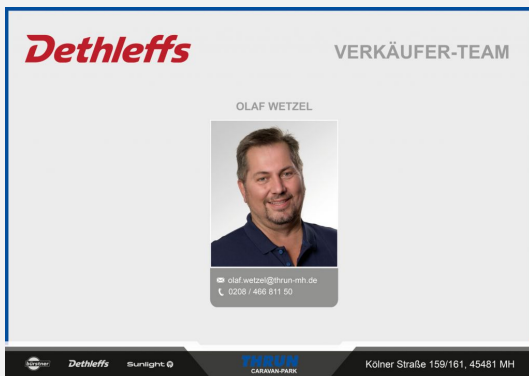 Dethleffs
VERKÄUFER-TEAM
OLAF WETZEL
olaf.wetzel@thrun-mh.de
0208 / 466 811 50
bürstner
Dethleffs
Sunlight
THRUN
CARAVAN-PARK
Kölner Straße 159/161, 45481 MH